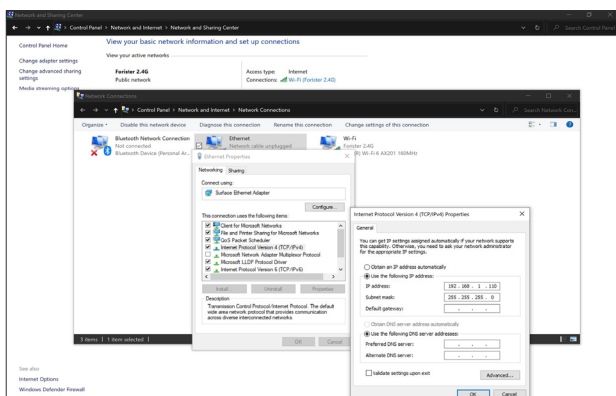 Network and Sharing Center
Control Panel > Network and Internet > Network and Sharing Center
Search Control Panel
Control Panel Home
Change adapter settings
Change advanced sharing
settings
Media streaming options
View your basic network information and set up connections
View your active networks
Forister 2.4G
Public network
Access type: Internet
Connections: Wi-Fi (Forister 2.4G)
Network Connections
Control Panel > Network and Internet > Network Connections
Search Network Con...
Organize
Disable this network device
Diagnose this connection
Rename this connection
Change settings of this connection
Bluetooth Network Connection
Not connected
Bluetooth Device (Personal Ar...
Ethernet
Network cable unplugged
Wi-Fi
Forister 2.4G
(R) Wi-Fi 6 AX201 160MHz
Ethernet Properties
Networking
Sharing
Connect using:
Surface Ethernet Adapter
Configure...
This connection uses the following items:
Client for Microsoft Networks
File and Printer Sharing for Microsoft Networks
QoS Packet Scheduler
Internet Protocol Version 4 (TCP/IPv4)
Microsoft Network Adapter Multiplexor Protocol
Microsoft LLDP Protocol Driver
Internet Protocol Version 6 (TCP/IPv6)
Install...
Uninstall
Properties
Description
Transmission Control Protocol/Internet Protocol. The default
wide area network protocol that provides communication
across diverse interconnected networks.
OK
Cancel
Internet Protocol Version 4 (TCP/IPv4) Properties
General
You can get IP settings assigned automatically if your network supports
this capability. Otherwise, you need to ask your network administrator
for the appropriate IP settings.
Obtain an IP address automatically
Use the following IP address:
IP address: 192 . 168 . 1 . 110
Subnet mask: 255 . 255 . 255 . 0
Default gateway: . . .
Obtain DNS server address automatically
Use the following DNS server addresses:
Preferred DNS server: . . .
Alternate DNS server: . . .
Validate settings upon exit
Advanced...
OK
Cancel
3 items
1 item selected
See also
Internet Options
Windows Defender Firewall